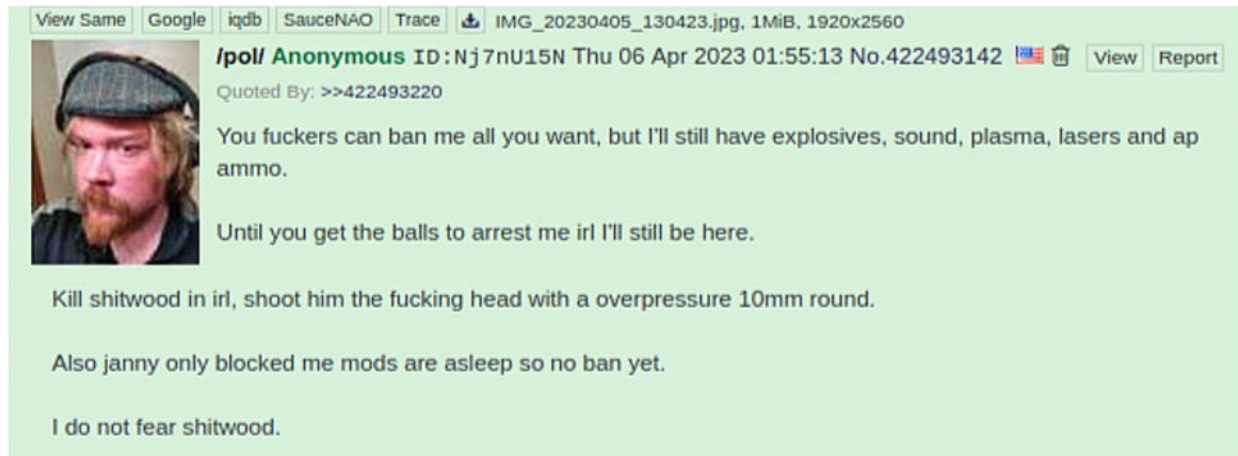 View Same Google iqdb SauceNAO Trace IMG_20230405_130423.jpg, 1MiB, 1920x2560
/pol/ Anonymous ID:Nj7nU15N Thu 06 Apr 2023 01:55:13 No.422493142 View Report
Quoted By: >>422493220
You fuckers can ban me all you want, but I'll still have explosives, sound, plasma, lasers and ap
ammo.
Until you get the balls to arrest me irl I'll still be here.
Kill shitwood in irl, shoot him the fucking head with a overpressure 10mm round.
Also janny only blocked me mods are asleep so no ban yet.
I do not fear shitwood.